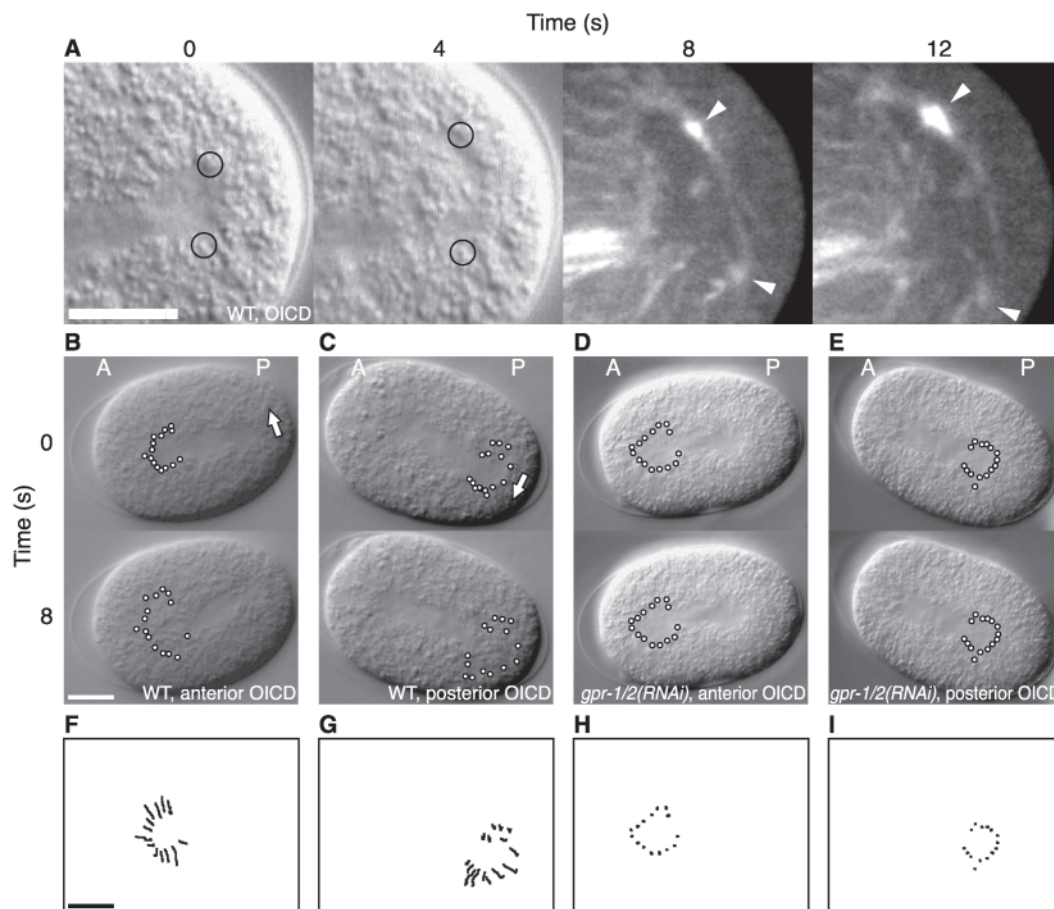 Time (s)
A 0 4 8 12
WT, OICD
B C D E
A P A P A P A P
0
Time (s)
8
WT, anterior OICD WT, posterior OICD gpr-1/2(RNAi), anterior OICD gpr-1/2(RNAi), posterior OICD
F G H I